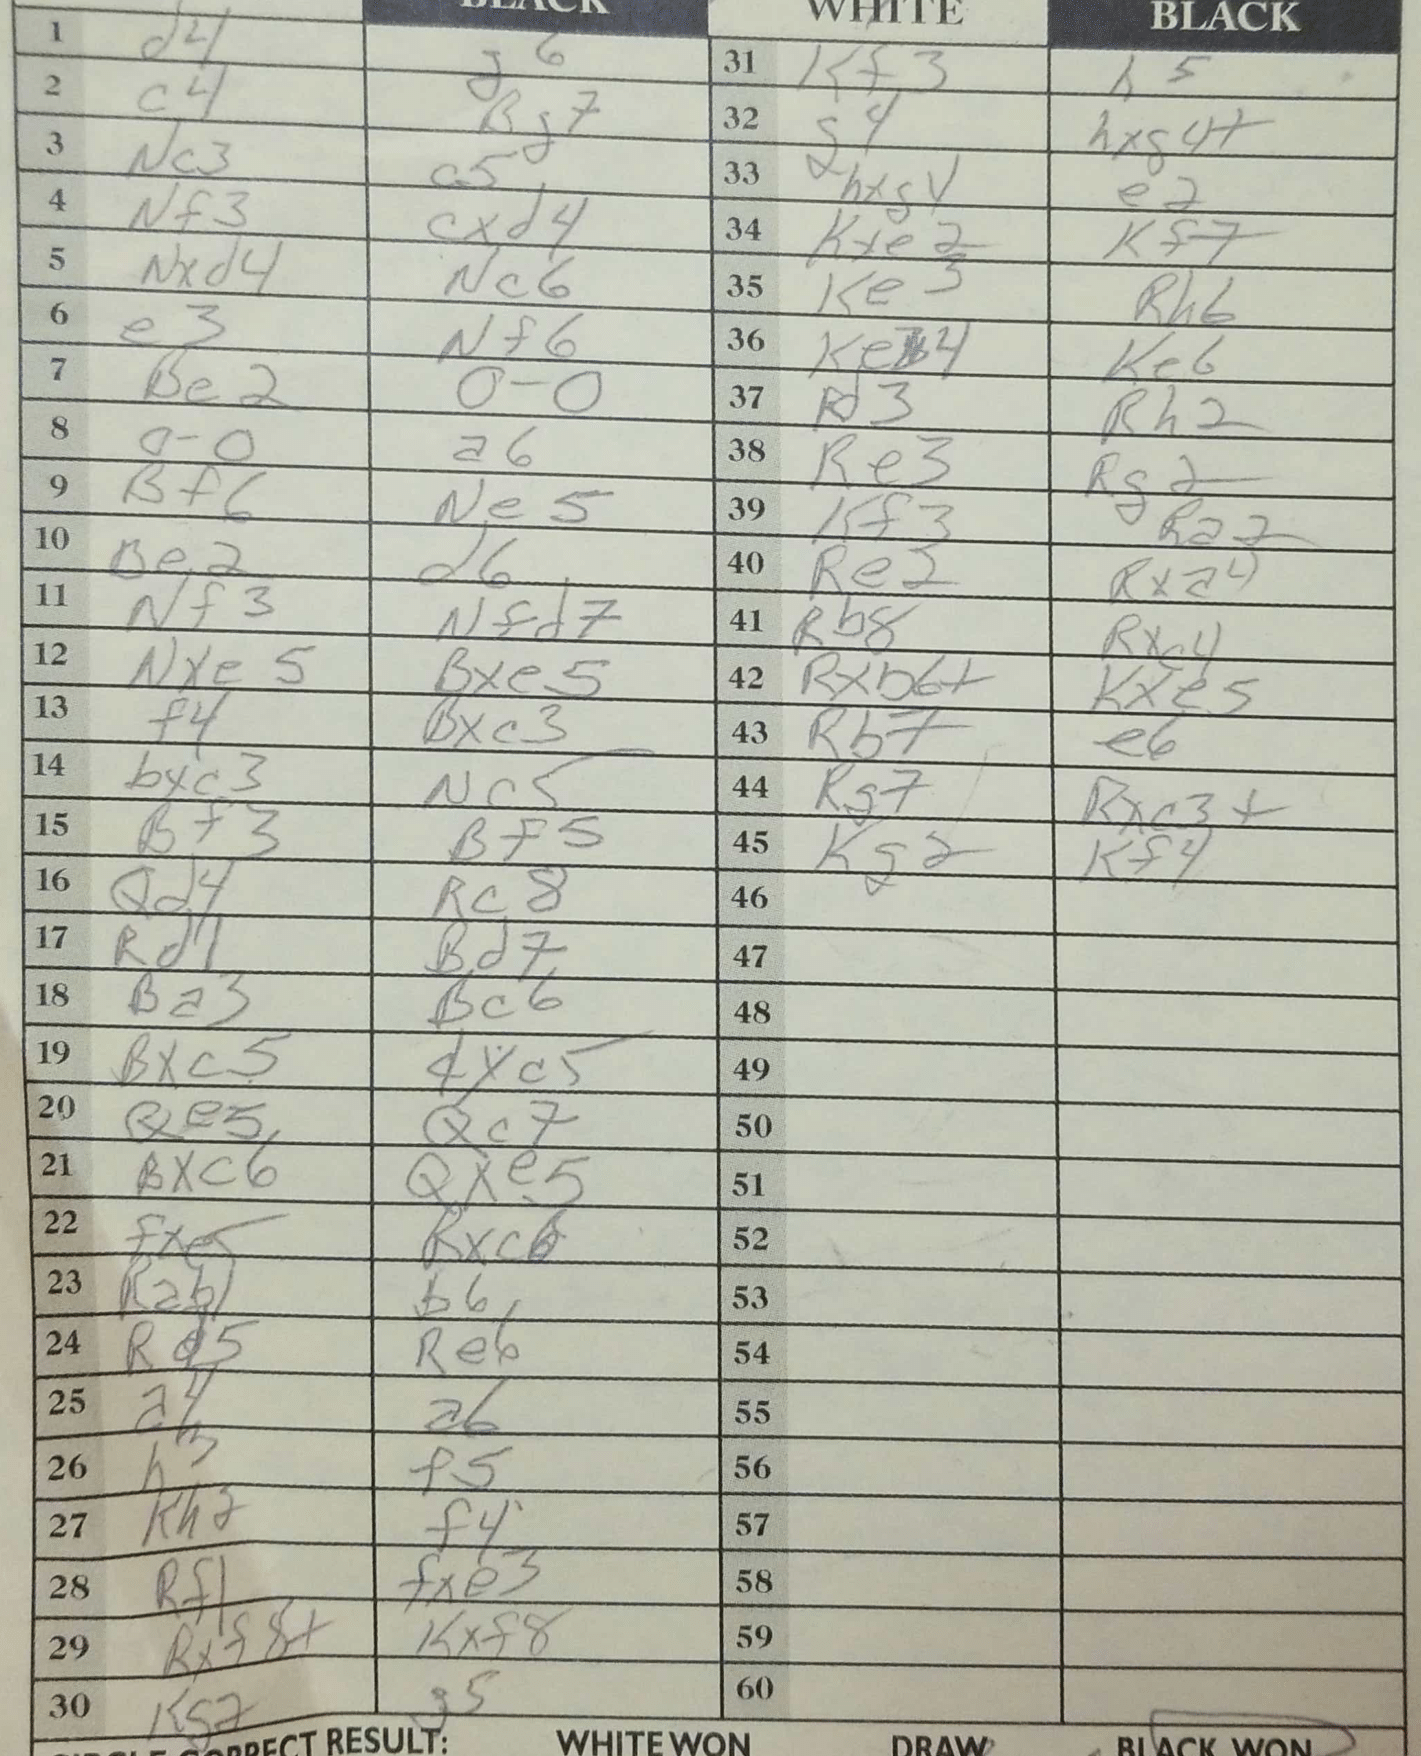 BLACK WHITE BLACK
1 d4 g6
2 c4 Bg7
3 Nc3 c5
4 Nf3 cxd4
5 Nxd4 Nc6
6 e3 Nf6
7 Be2 O-O
8 o-o a6
9 Bf6 Ne5
10 Be2 d6
11 Nf3 Nfd7
12 Nxe5 Bxe5
13 f4 Bxc3
14 bxc3 Nc5
15 Bf3 Bf5
16 Qd4 Rc8
17 Rd1 Bd7
18 Ba3 Bc6
19 Bxc5 dxc5
20 Qe5 Qc7
21 Bxc6 Qxe5
22 fxe5 Rxc6
23 Rab1 b6
24 Rd5 Re6
25 a4 a6
26 h3 f5
27 Kh2 f4
28 Rf1 fxe3
29 Rxf8+ Kxf8
30 Kg2 g5
31 Kf3 h5
32 g4 hxg4+
33 hxg4 e2
34 Kxe2 Kf7
35 Ke3 Rh6
36 Ke4 Ke6
37 Rd3 Rh2
38 Re3 Rg2
39 Kf3 Ra2
40 Re2 Rxa4
41 Rb8 Rxc4
42 Rxb6+ Kxe5
43 Rb7 e6
44 Rg7 Rxc3+
45 Kg2 Kf4
46
47
48
49
50
51
52
53
54
55
56
57
58
59
60
CIRCLE CORRECT RESULT: WHITE WON DRAW BLACK WON